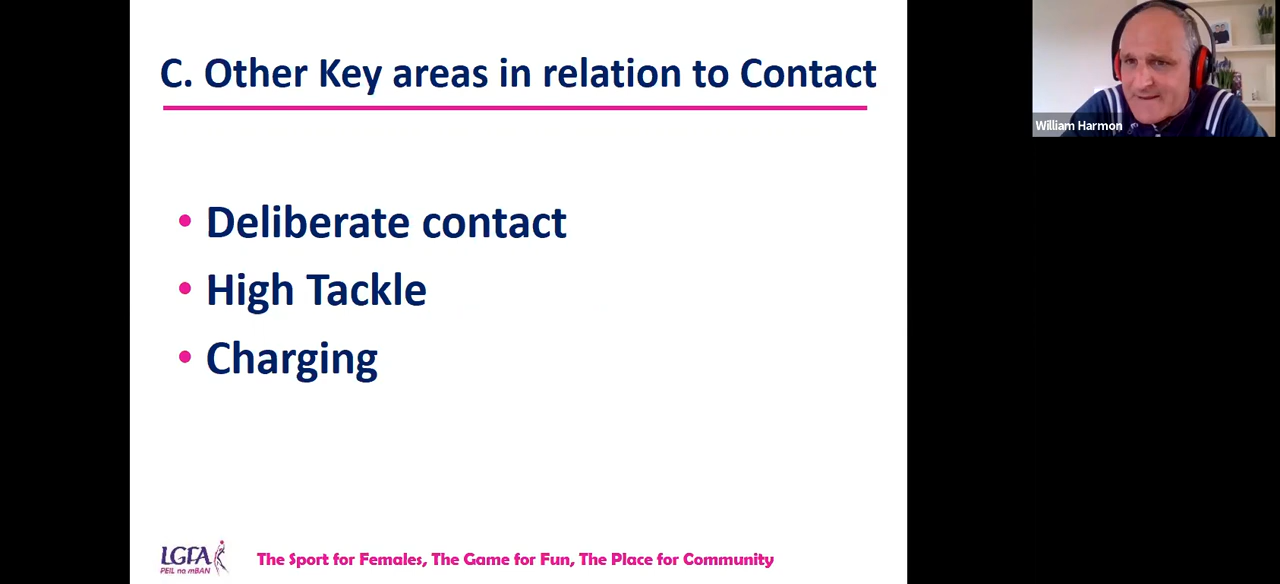 C. Other Key areas in relation to Contact
William Harmon
• Deliberate contact
• High Tackle
• Charging
LGFA
PEIL na mBAN
The Sport for Females, The Game for Fun, The Place for Community